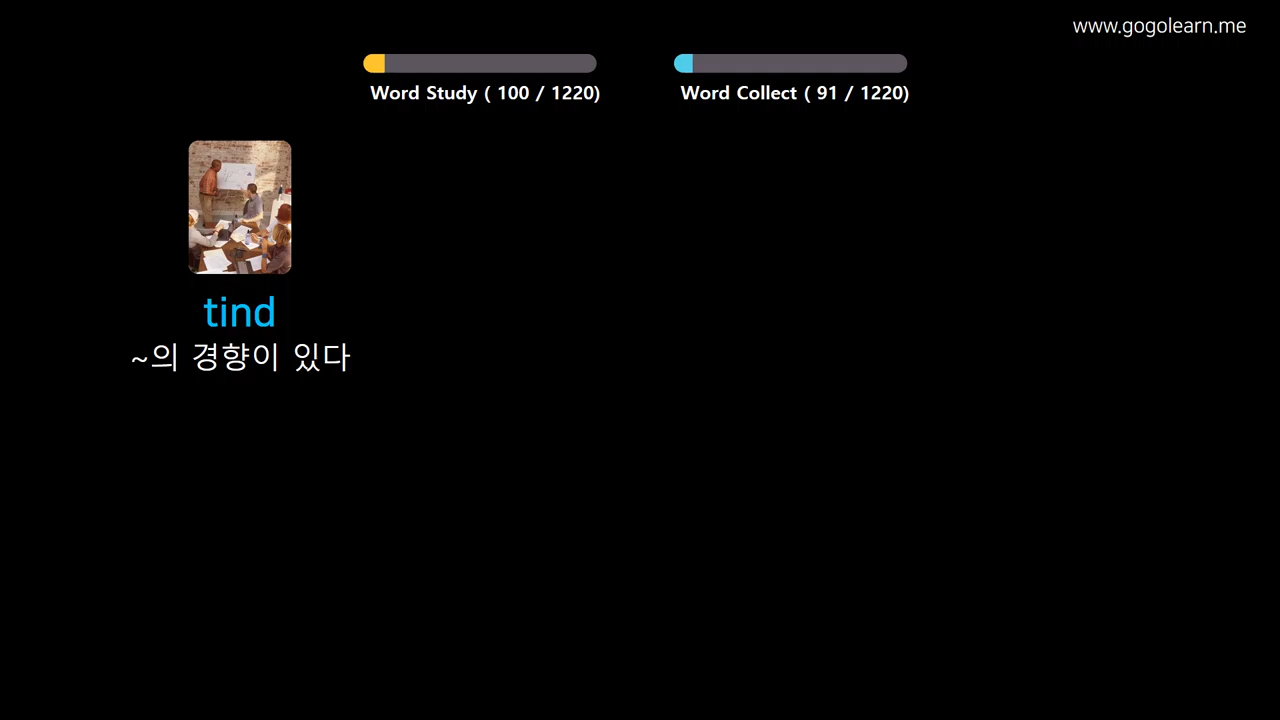 www.gogolearn.me
Word Study ( 100 / 1220)
Word Collect ( 91 / 1220)
tind
~의 경향이 있다